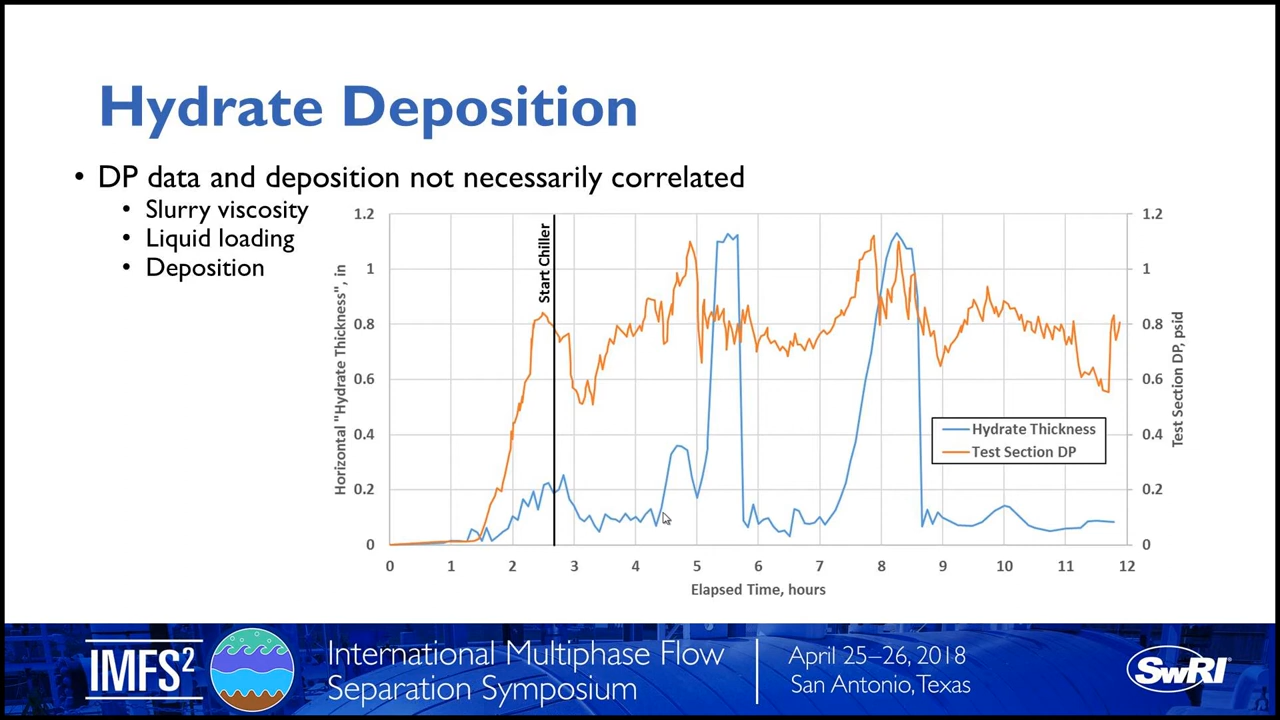 Hydrate Deposition
• DP data and deposition not necessarily correlated
• Slurry viscosity
• Liquid loading
• Deposition
Horizontal "Hydrate Thickness", in
1.2
1
0.8
0.6
0.4
0.2
0
Start Chiller
Hydrate Thickness
Test Section DP
1.2
1
0.8
0.6
0.4
0.2
0
Test Section DP, psid
0 1 2 3 4 5 6 7 8 9 10 11 12
Elapsed Time, hours
IMFS²
International Multiphase Flow
Separation Symposium
April 25–26, 2018
San Antonio, Texas
SwRI®